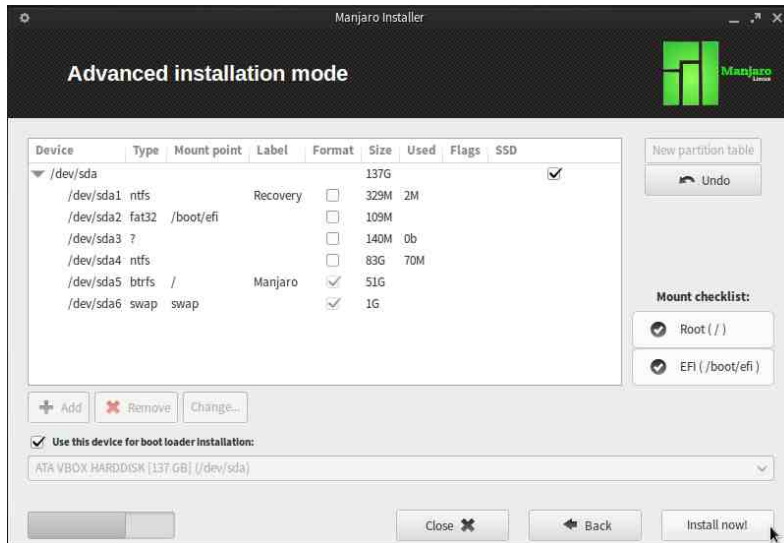 Manjaro Installer
Advanced installation mode
Manjaro
Linux
Device Type Mount point Label Format Size Used Flags SSD
/dev/sda 137G
/dev/sda1 ntfs Recovery 329M 2M
/dev/sda2 fat32 /boot/efi 109M
/dev/sda3 ? 140M 0b
/dev/sda4 ntfs 83G 70M
/dev/sda5 btrfs / Manjaro 51G
/dev/sda6 swap swap 1G
New partition table
Undo
Mount checklist:
Root ( / )
EFI ( /boot/efi )
Add Remove Change...
Use this device for boot loader installation:
ATA VBOX HARDDISK [137 GB] (/dev/sda)
Close Back Install now!